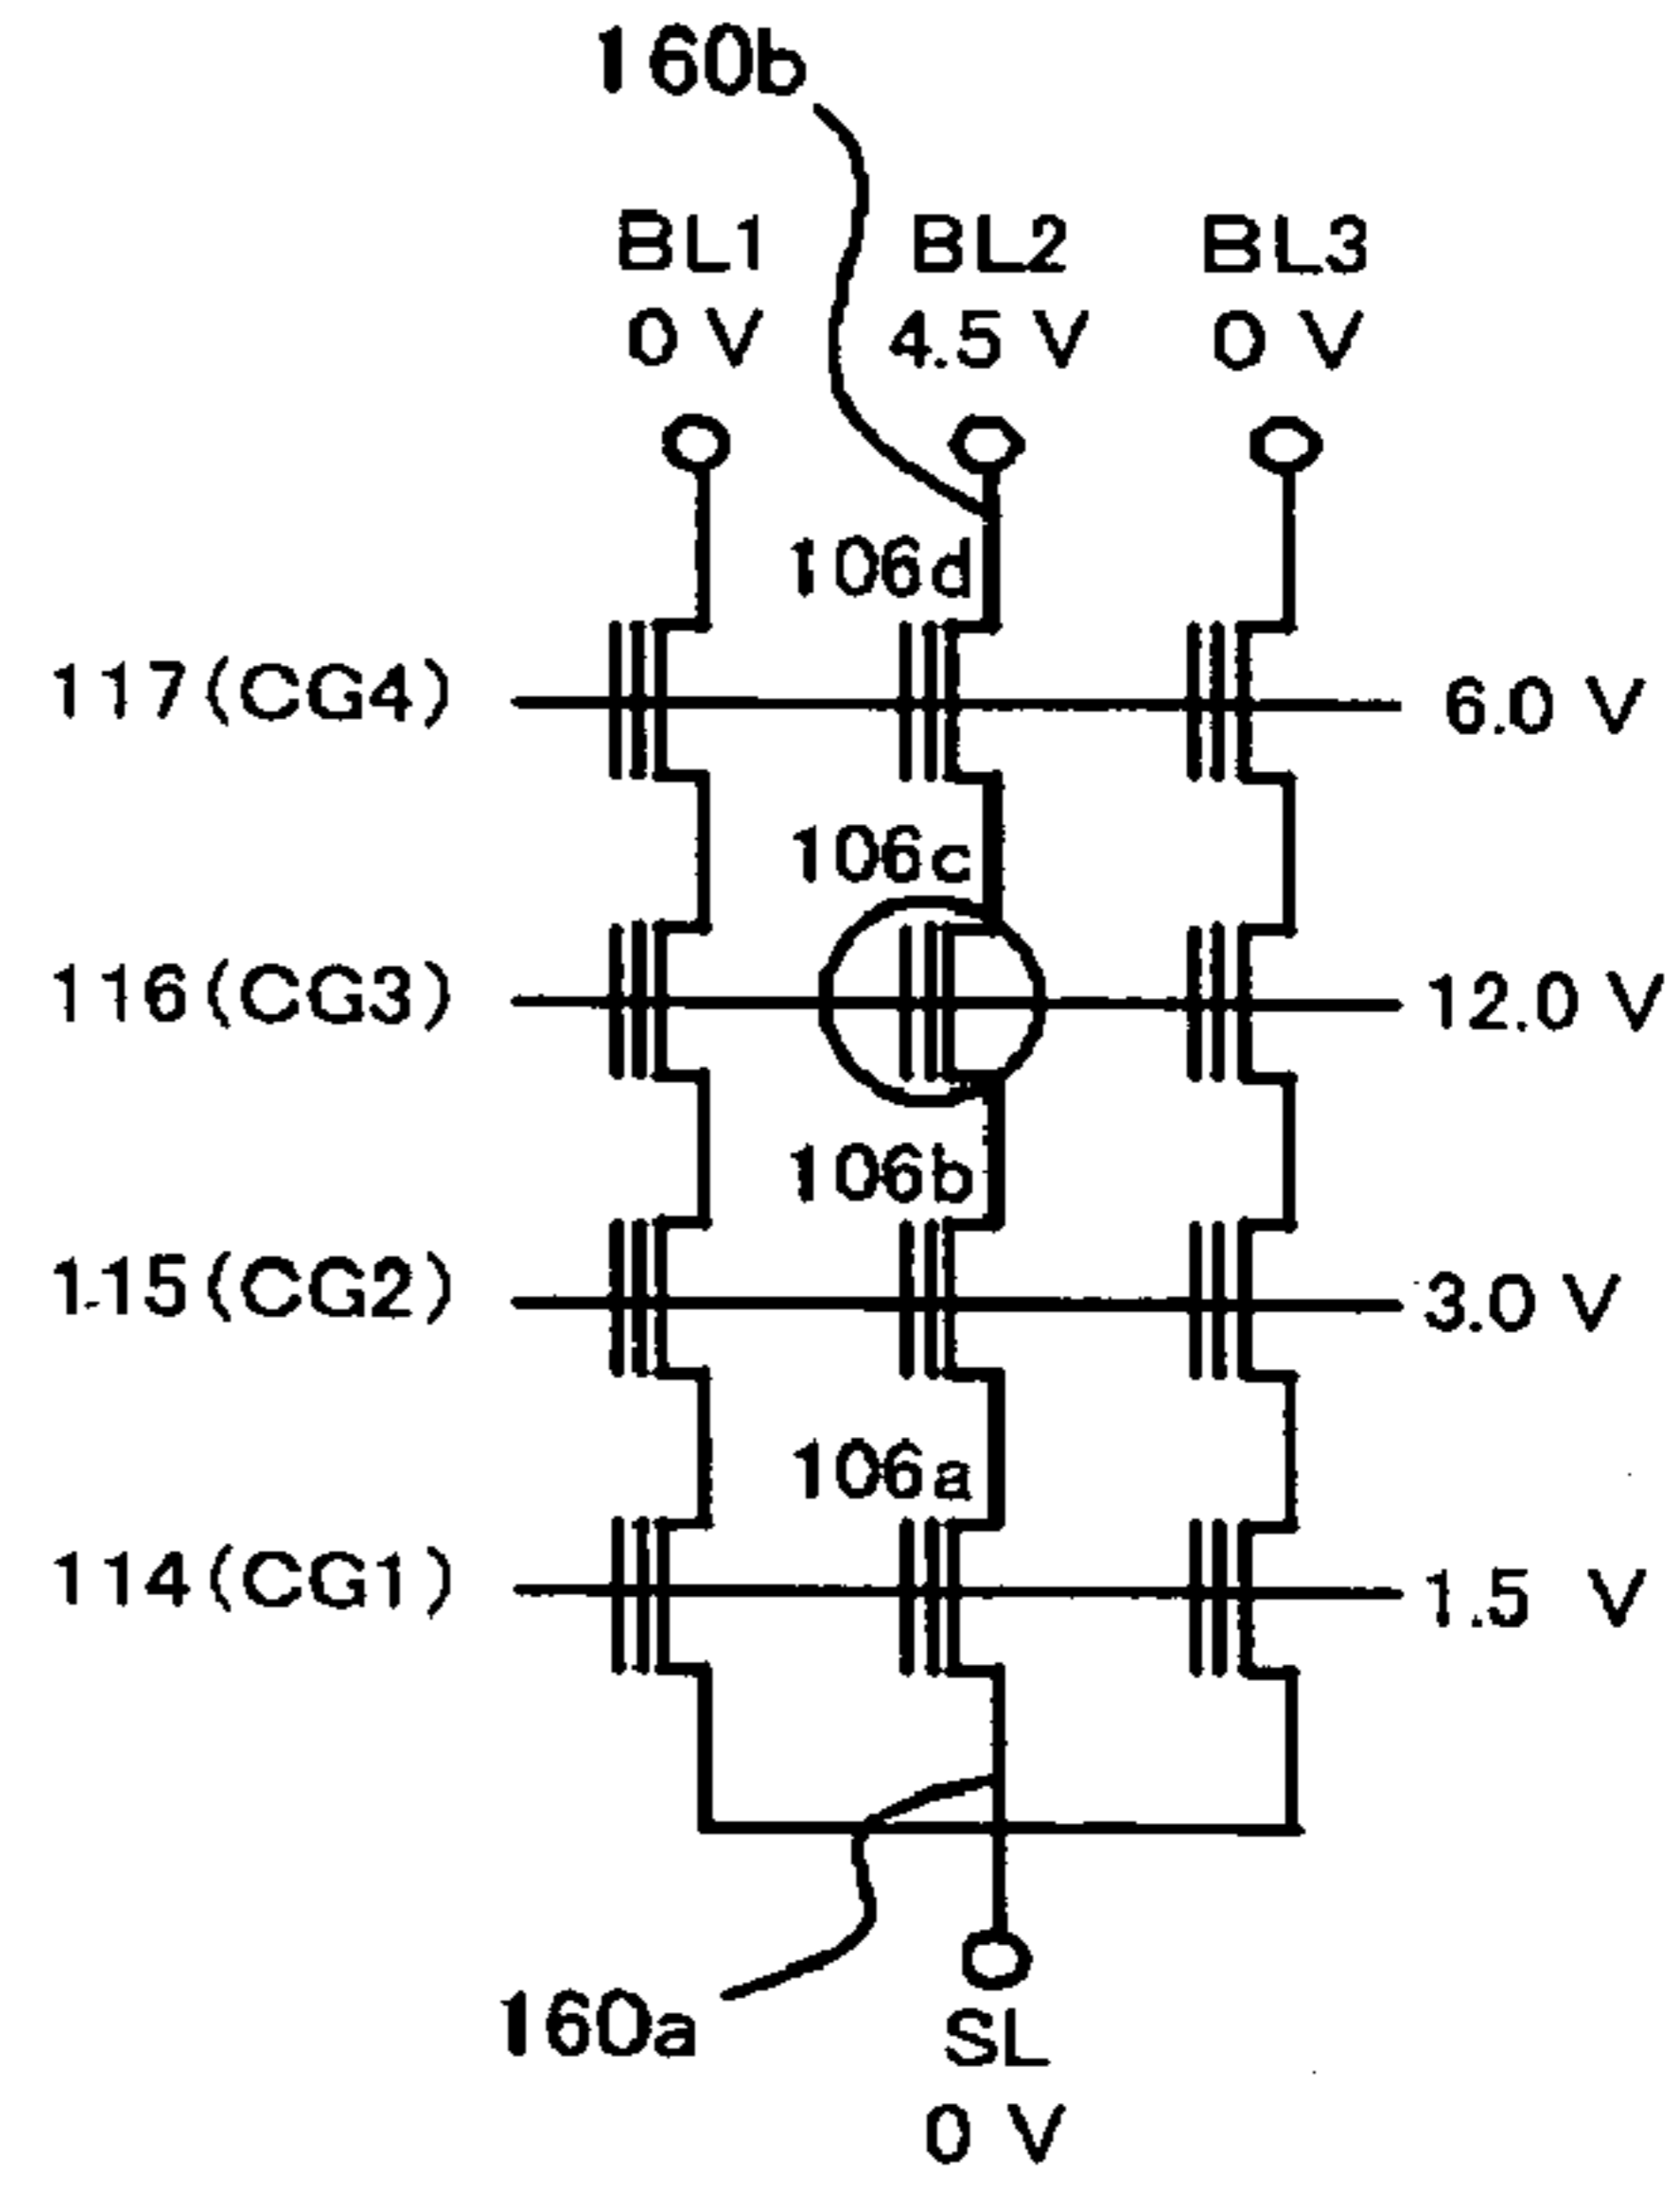 160b
BL1 BL2 BL3
0 V 4.5 V 0 V
106d
117(CG4) 6.0 V
106c
116(CG3) 12.0 V
106b
115(CG2) 3.0 V
106a
114(CG1) 1.5 V
160a
SL
0 V